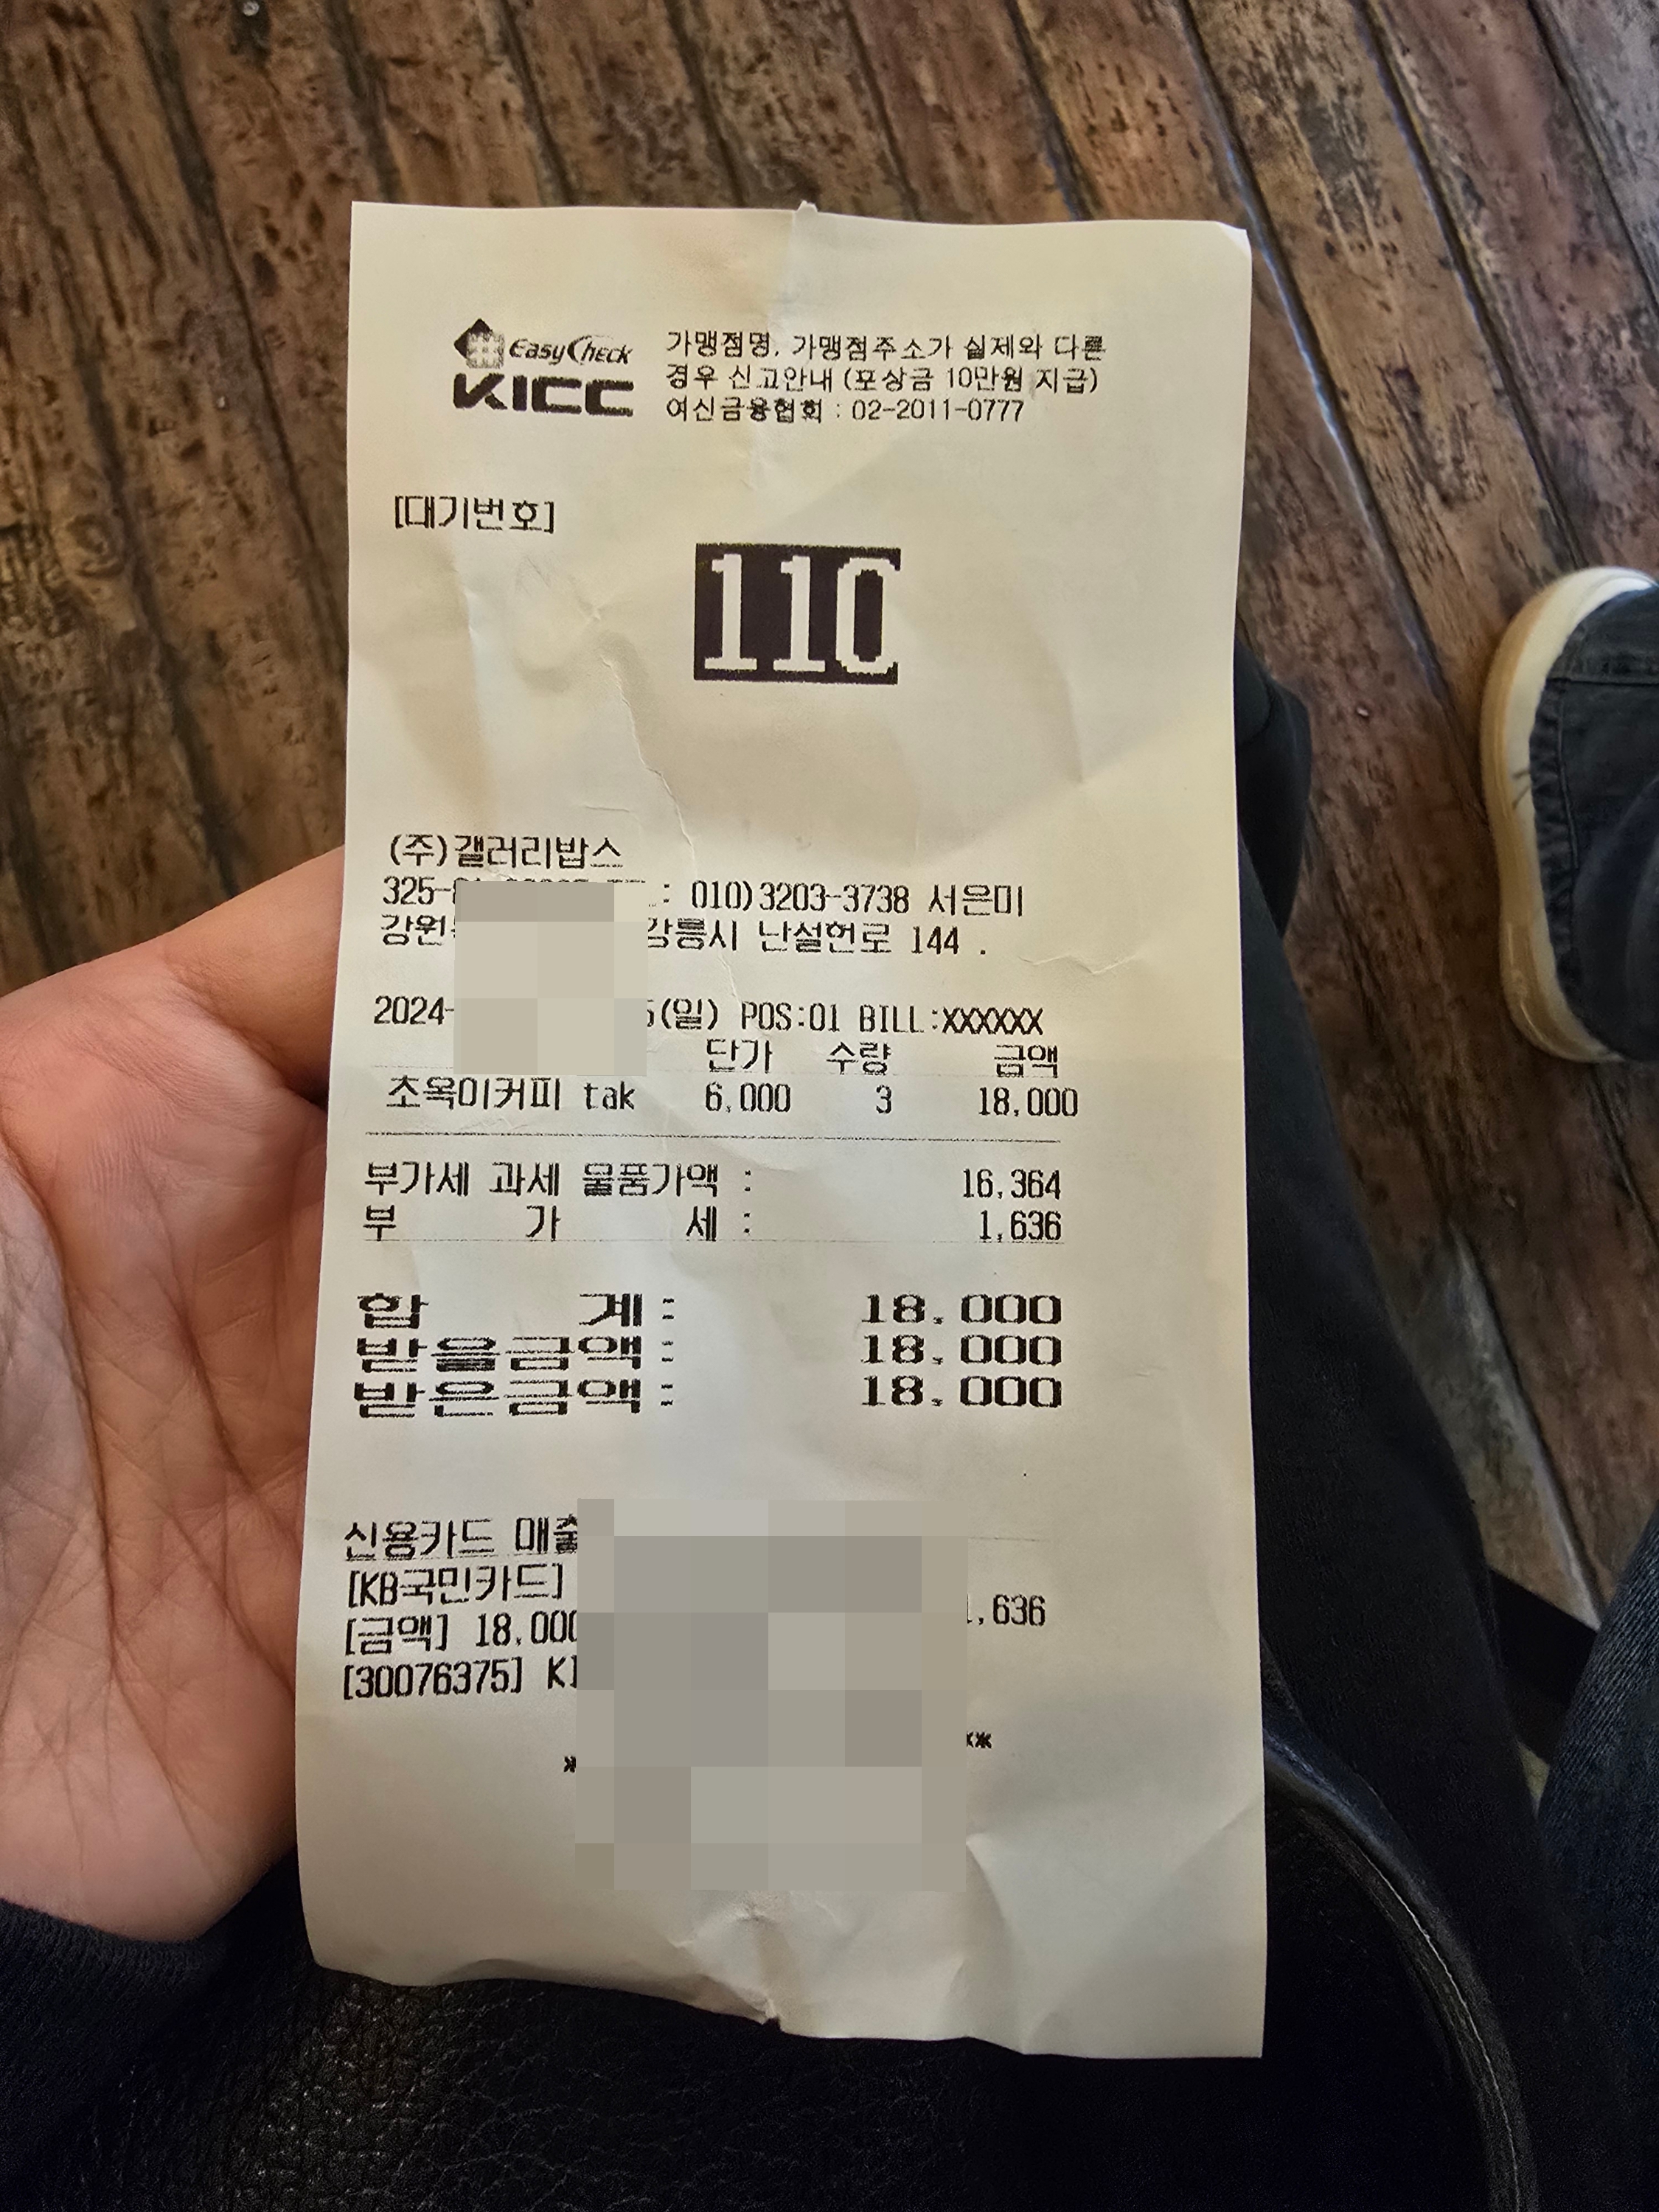 EasyCheck
KICC
가맹점명, 가맹점주소가 실제와 다른
경우 신고안내 (포상금 10만원 지급)
여신금융협회 : 02-2011-0777
[대기번호]
110
(주)갤러리밥스
325- : 010)3203-3738 서은미
강원 강릉시 난설헌로 144 .
2024- (일) POS:01 BILL:XXXXXX
단가 수량 금액
초옥이커피 tak 6,000 3 18,000
부가세 과세 물품가액 : 16,364
부 가 세 : 1,636
합 계 : 18,000
받을금액 : 18,000
받은금액 : 18,000
신용카드 매출
[KB국민카드]
[금액] 18,000 1,636
[30076375]